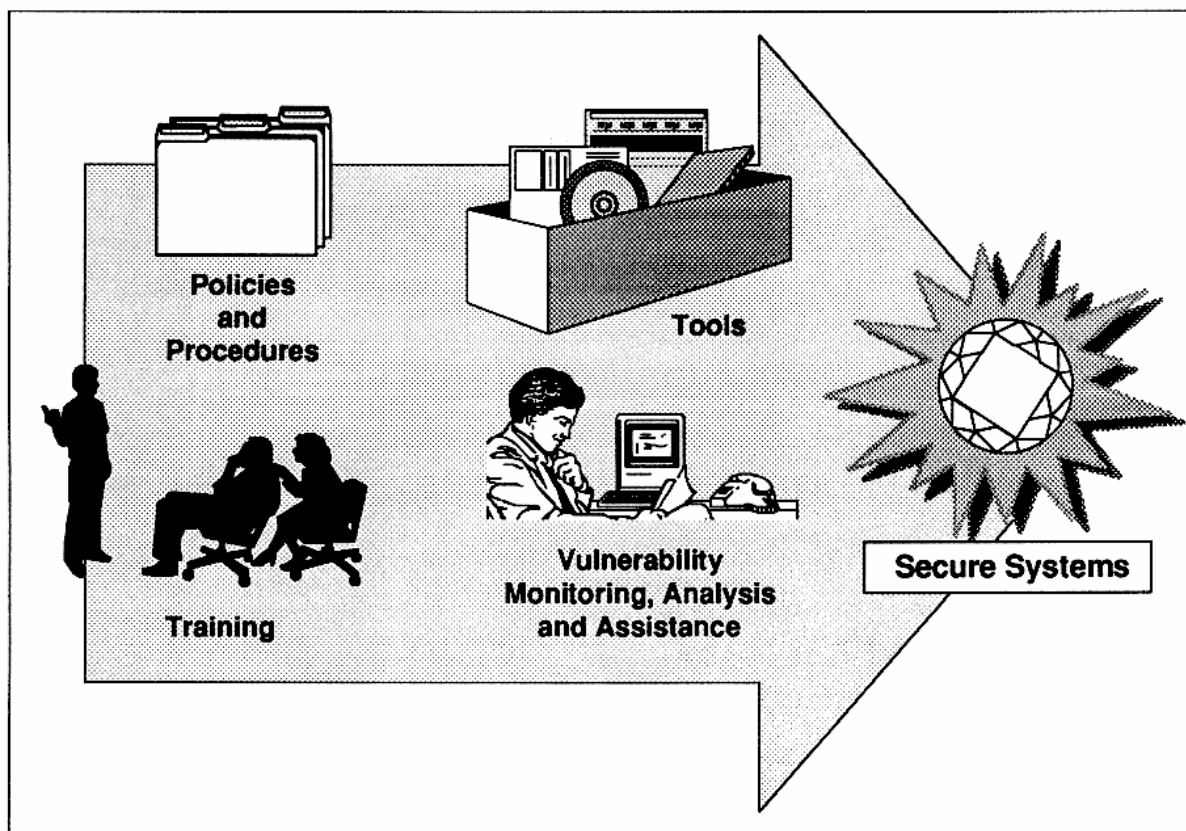 Policies
and
Procedures
Tools
Training
Vulnerability
Monitoring, Analysis
and Assistance
Secure Systems